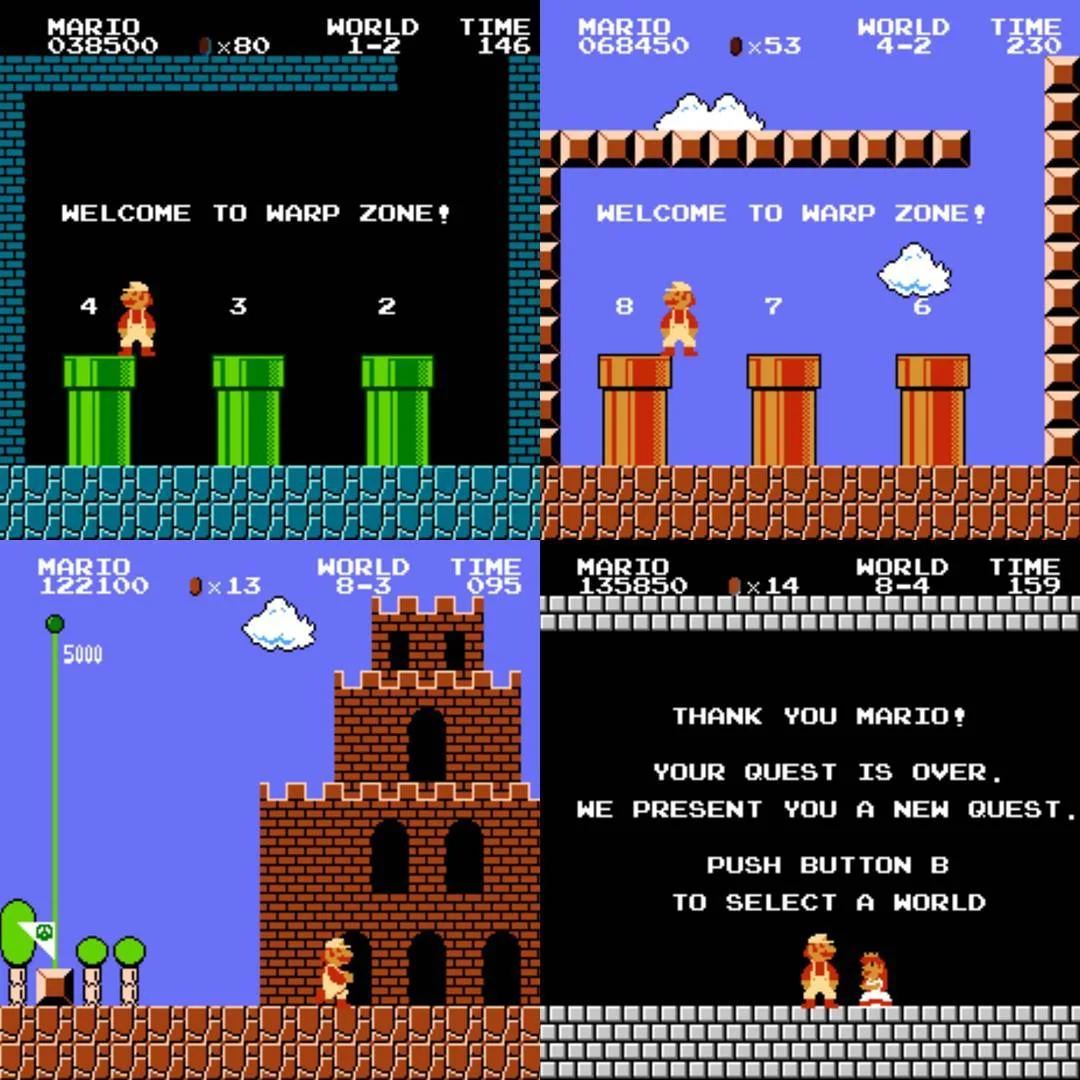 MARIO WORLD TIME
038500 ×80 1-2 146
WELCOME TO WARP ZONE!
4 3 2
MARIO WORLD TIME
068450 ×53 4-2 230
WELCOME TO WARP ZONE!
8 7 6
MARIO WORLD TIME
122100 ×13 8-3 095
5000
MARIO WORLD TIME
135850 ×14 8-4 159
THANK YOU MARIO!
YOUR QUEST IS OVER.
WE PRESENT YOU A NEW QUEST.
PUSH BUTTON B
TO SELECT A WORLD